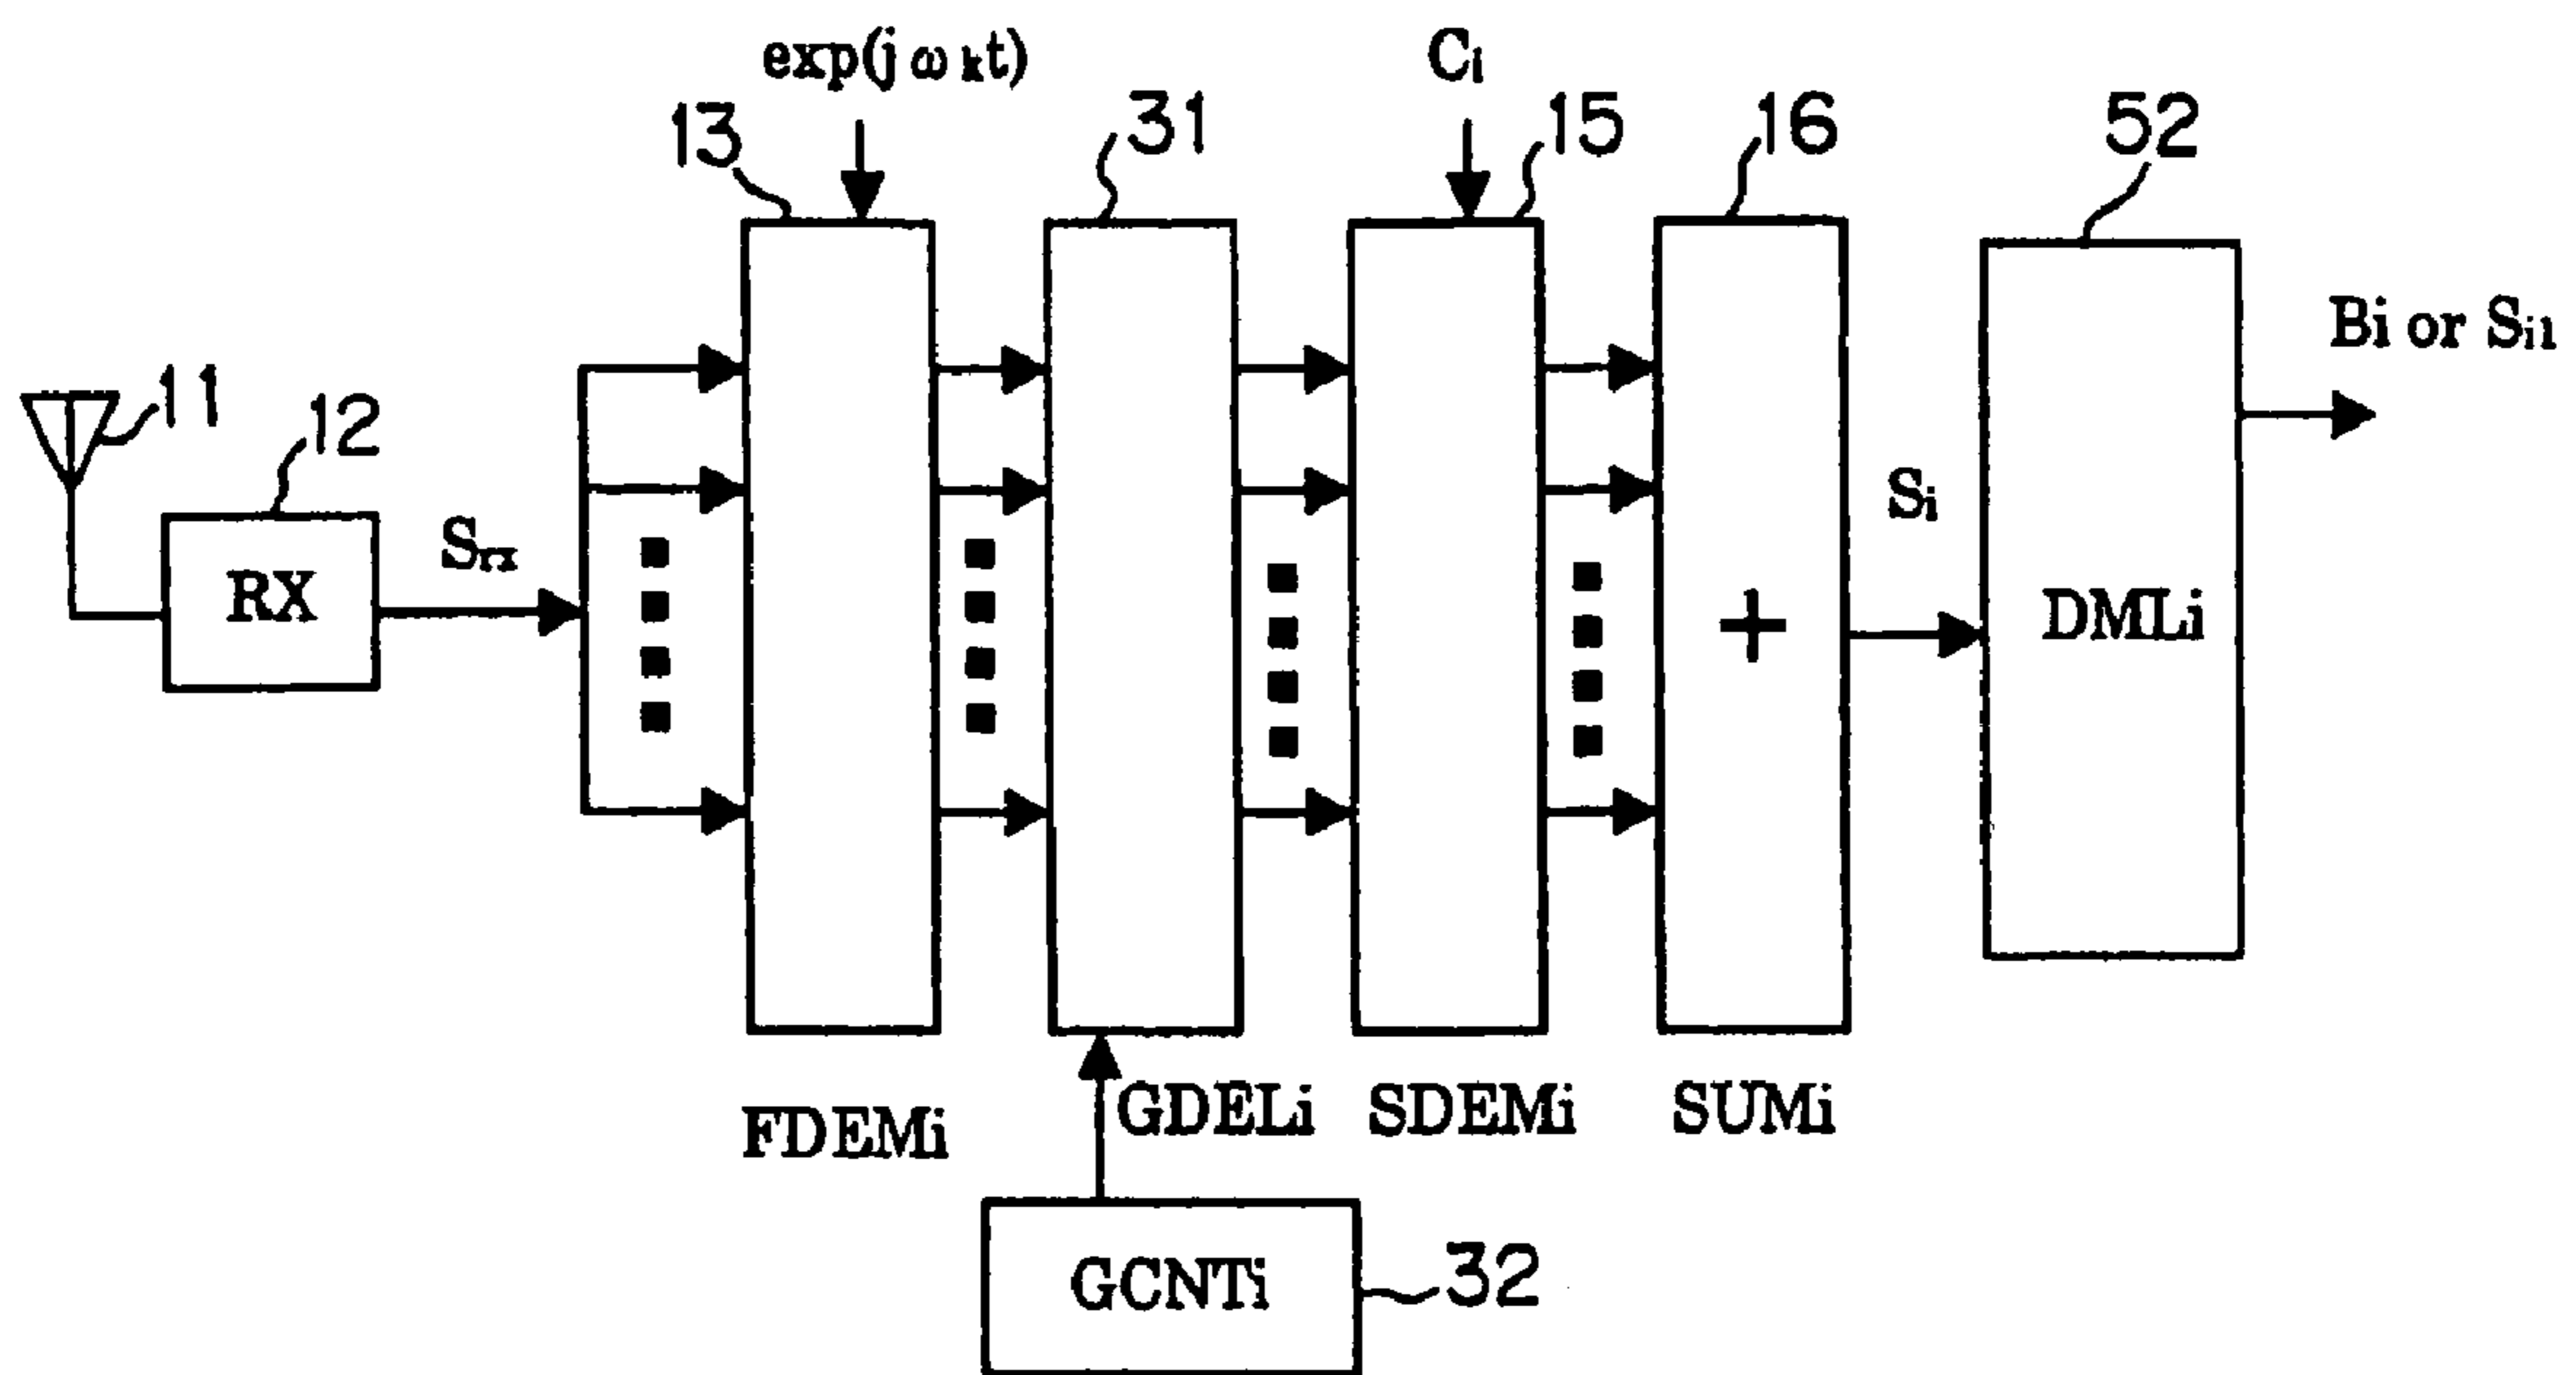 exp(j ω kt)
Ci
13
31
15
16
52
11
12
RX
Srx
+
Si
DMLi
Bi or Si1
FDEMi
GDELi
SDEMi
SUMi
GCNTi
32